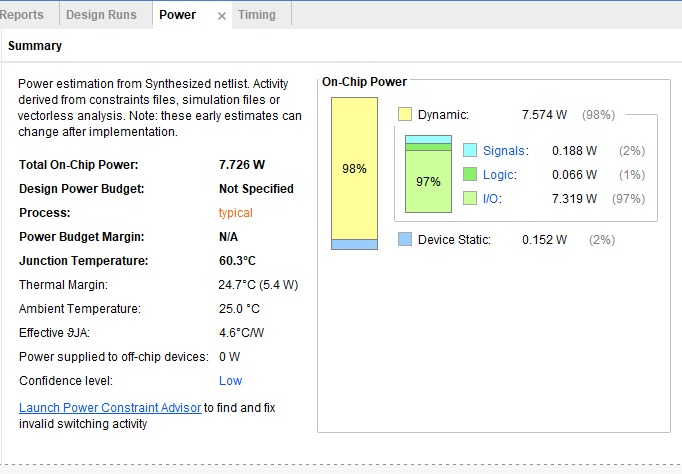 Reports Design Runs Power × Timing
Summary
Power estimation from Synthesized netlist. Activity
derived from constraints files, simulation files or
vectorless analysis. Note: these early estimates can
change after implementation.
Total On-Chip Power: 7.726 W
Design Power Budget: Not Specified
Process: typical
Power Budget Margin: N/A
Junction Temperature: 60.3°C
Thermal Margin: 24.7°C (5.4 W)
Ambient Temperature: 25.0 °C
Effective ϑJA: 4.6°C/W
Power supplied to off-chip devices: 0 W
Confidence level: Low
Launch Power Constraint Advisor to find and fix
invalid switching activity
On-Chip Power
98%
Dynamic: 7.574 W (98%)
97%
Signals: 0.188 W (2%)
Logic: 0.066 W (1%)
I/O: 7.319 W (97%)
Device Static: 0.152 W (2%)